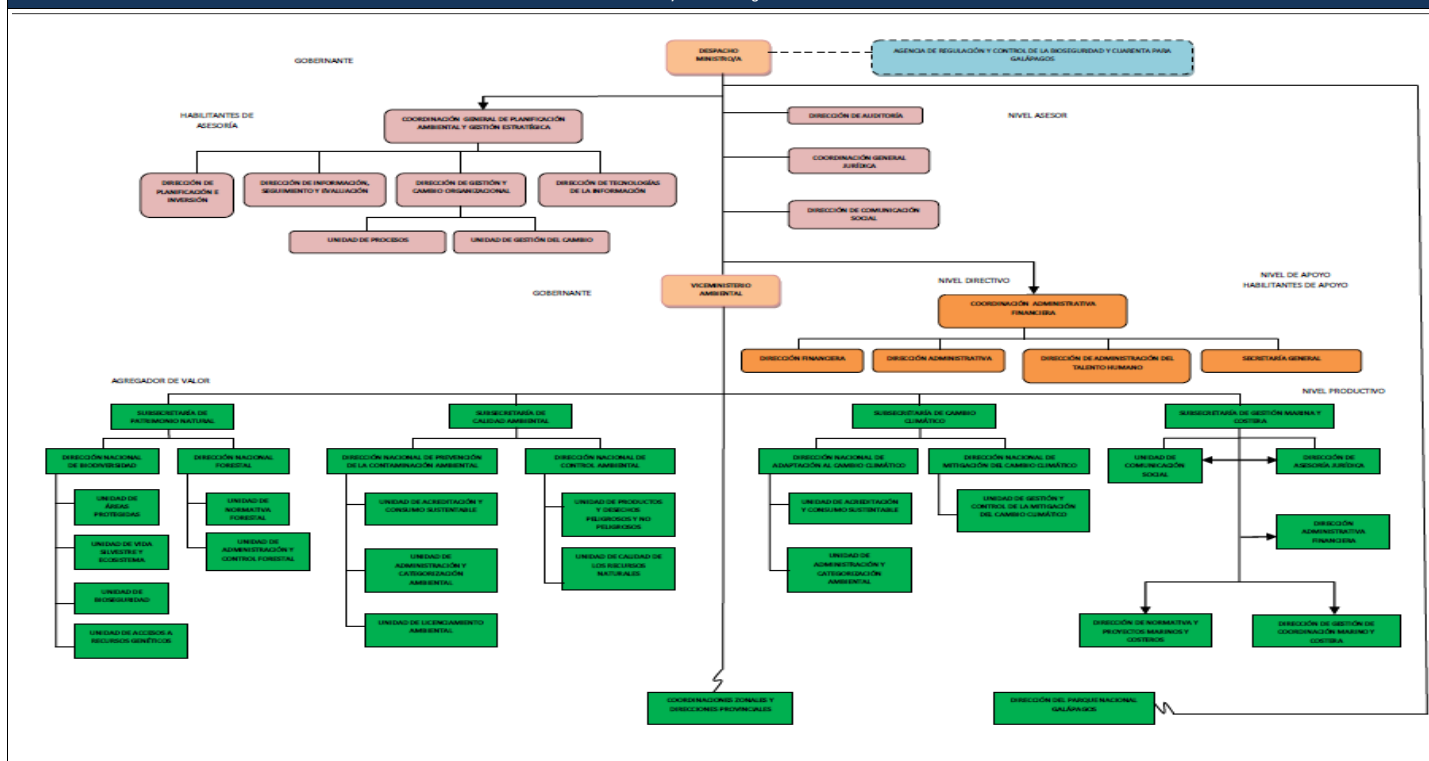 DESPACHO
MINISTRO/A
AGENCIA DE REGULACIÓN Y CONTROL DE LA BIOSEGURIDAD Y CUARENTA PARA
GALÁPAGOS
GOBERNANTE
HABILITANTES DE
ASESORÍA
COORDINACIÓN GENERAL DE PLANIFICACIÓN
AMBIENTAL Y GESTIÓN ESTRATÉGICA
DIRECCIÓN DE AUDITORÍA
NIVEL ASESOR
COORDINACIÓN GENERAL
JURÍDICA
DIRECCIÓN DE
PLANIFICACIÓN E
INVERSIÓN
DIRECCIÓN DE INFORMACIÓN,
SEGUIMIENTO Y EVALUACIÓN
DIRECCIÓN DE GESTIÓN Y
CAMBIO ORGANIZACIONAL
DIRECCIÓN DE TECNOLOGÍAS
DE LA INFORMACIÓN
DIRECCIÓN DE COMUNICACIÓN
SOCIAL
UNIDAD DE PROCESOS
UNIDAD DE GESTIÓN DEL CAMBIO
GOBERNANTE
VICEMINISTERIO
AMBIENTAL
NIVEL DIRECTIVO
NIVEL DE APOYO
HABILITANTES DE APOYO
COORDINACIÓN ADMINISTRATIVA
FINANCIERA
DIRECCIÓN FINANCIERA
DIRECCIÓN ADMINISTRATIVA
DIRECCIÓN DE ADMINISTRACIÓN DEL
TALENTO HUMANO
SECRETARÍA GENERAL
AGREGADOR DE VALOR
NIVEL PRODUCTIVO
SUBSECRETARÍA DE
PATRIMONIO NATURAL
SUBSECRETARÍA DE
CALIDAD AMBIENTAL
SUBSECRETARÍA DE CAMBIO
CLIMÁTICO
SUBSECRETARÍA DE GESTIÓN MARINA Y
COSTERA
DIRECCIÓN NACIONAL
DE BIODIVERSIDAD
DIRECCIÓN NACIONAL
FORESTAL
DIRECCIÓN NACIONAL DE PREVENCIÓN
DE LA CONTAMINACIÓN AMBIENTAL
DIRECCIÓN NACIONAL DE
CONTROL AMBIENTAL
DIRECCIÓN NACIONAL DE
ADAPTACIÓN AL CAMBIO CLIMÁTICO
DIRECCIÓN NACIONAL DE
MITIGACIÓN DEL CAMBIO CLIMÁTICO
UNIDAD DE
COMUNICACIÓN
SOCIAL
DIRECCIÓN DE
ASESORÍA JURÍDICA
UNIDAD DE
ÁREAS
PROTEGIDAS
UNIDAD DE
NORMATIVA
FORESTAL
UNIDAD DE ACREDITACIÓN Y
CONSUMO SUSTENTABLE
UNIDAD DE PRODUCTOS
Y DESECHOS
PELIGROSOS Y NO
PELIGROSOS
UNIDAD DE ACREDITACIÓN
Y CONSUMO SUSTENTABLE
UNIDAD DE GESTIÓN Y
CONTROL DE LA MITIGACIÓN
DEL CAMBIO CLIMÁTICO
DIRECCIÓN
ADMINISTRATIVA
FINANCIERA
UNIDAD DE VIDA
SILVESTRE Y
ECOSISTEMA
UNIDAD DE
ADMINISTRACIÓN Y
CONTROL FORESTAL
UNIDAD DE
ADMINISTRACIÓN Y
CATEGORIZACIÓN
AMBIENTAL
UNIDAD DE CALIDAD DE
LOS RECURSOS
NATURALES
UNIDAD DE
ADMINISTRACIÓN Y
CATEGORIZACIÓN
AMBIENTAL
UNIDAD DE
BIOSEGURIDAD
UNIDAD DE ACCESOS A
RECURSOS GENÉTICOS
UNIDAD DE LICENCIAMIENTO
AMBIENTAL
DIRECCIÓN DE NORMATIVA Y
PROYECTOS MARINOS Y
COSTEROS
DIRECCIÓN DE GESTIÓN DE
COORDINACIÓN MARINO Y
COSTERA
COORDINACIONES ZONALES Y
DIRECCIONES PROVINCIALES
DIRECCIÓN DEL PARQUE NACIONAL
GALÁPAGOS